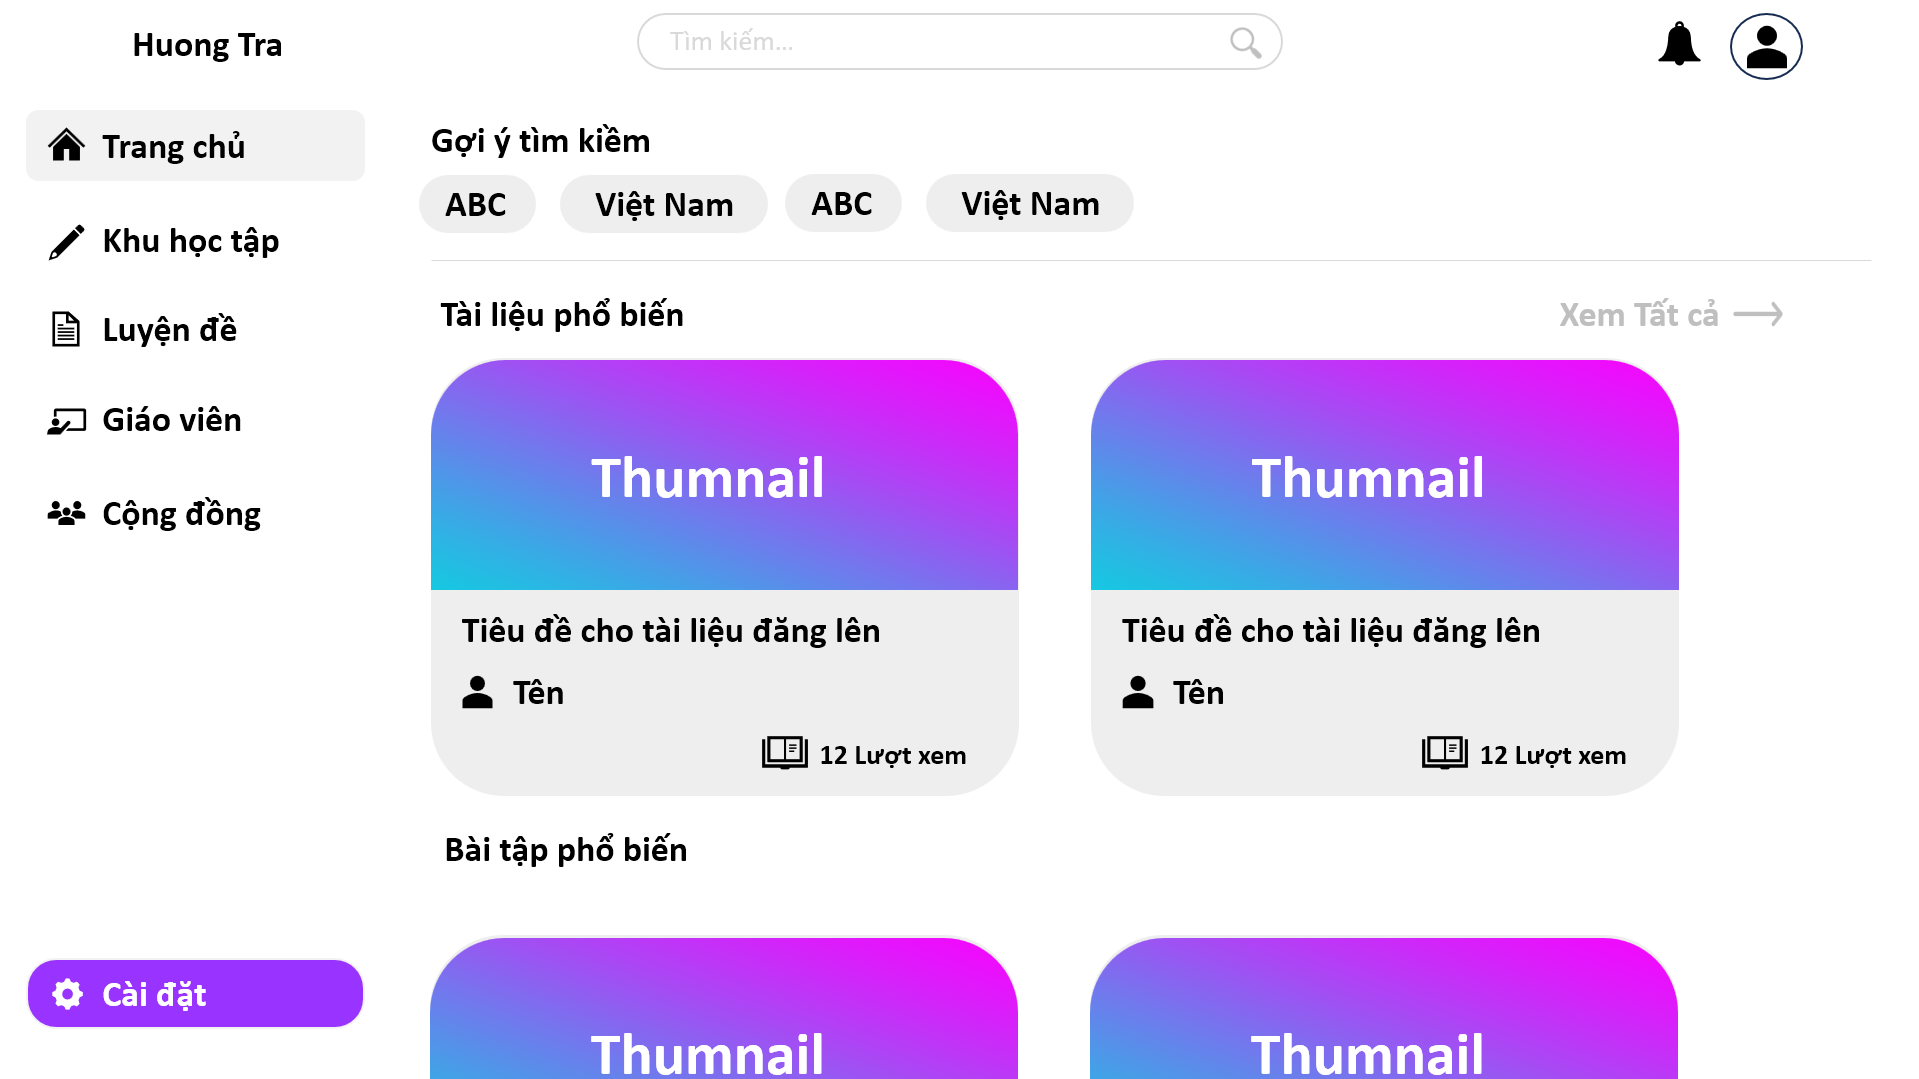 Huong Tra
Tìm kiếm...
Trang chủ
Khu học tập
Luyện đề
Giáo viên
Cộng đồng
Cài đặt
Gợi ý tìm kiềm
ABC
Việt Nam
ABC
Việt Nam
Tài liệu phổ biến
Xem Tất cả
Thumnail
Tiêu đề cho tài liệu đăng lên
Tên
12 Lượt xem
Thumnail
Tiêu đề cho tài liệu đăng lên
Tên
12 Lượt xem
Bài tập phổ biến
Thumnail
Thumnail